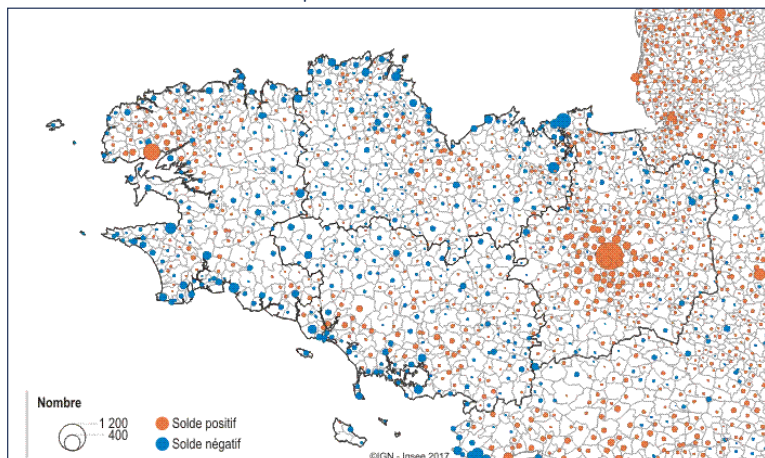 Nombre
1 200
400
Solde positif
Solde négatif
©IGN - Insee 2017